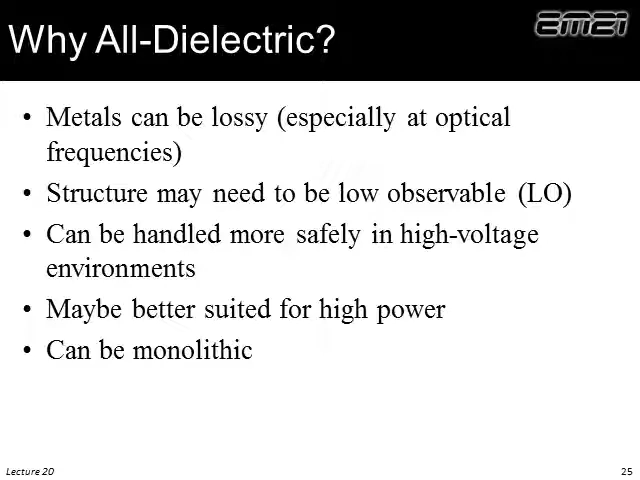 Why All-Dielectric?
EM21
• Metals can be lossy (especially at optical
frequencies)
• Structure may need to be low observable (LO)
• Can be handled more safely in high-voltage
environments
• Maybe better suited for high power
• Can be monolithic
Lecture 20
25